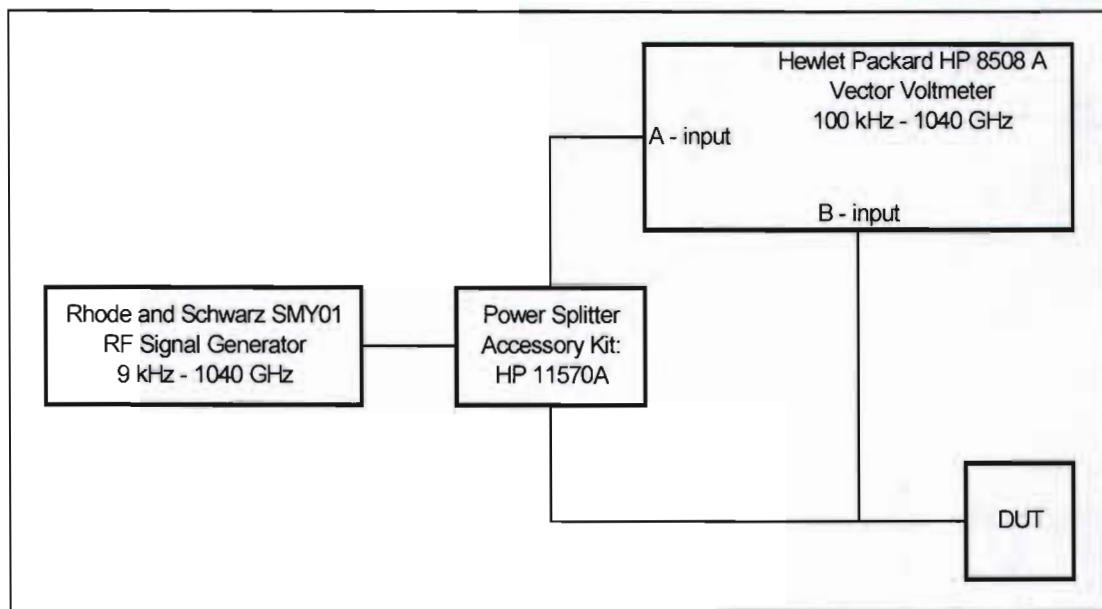 Hewlet Packard HP 8508 A
Vector Voltmeter
100 kHz - 1040 GHz
A - input
B - input
Rhode and Schwarz SMY01
RF Signal Generator
9 kHz - 1040 GHz
Power Splitter
Accessory Kit:
HP 11570A
DUT